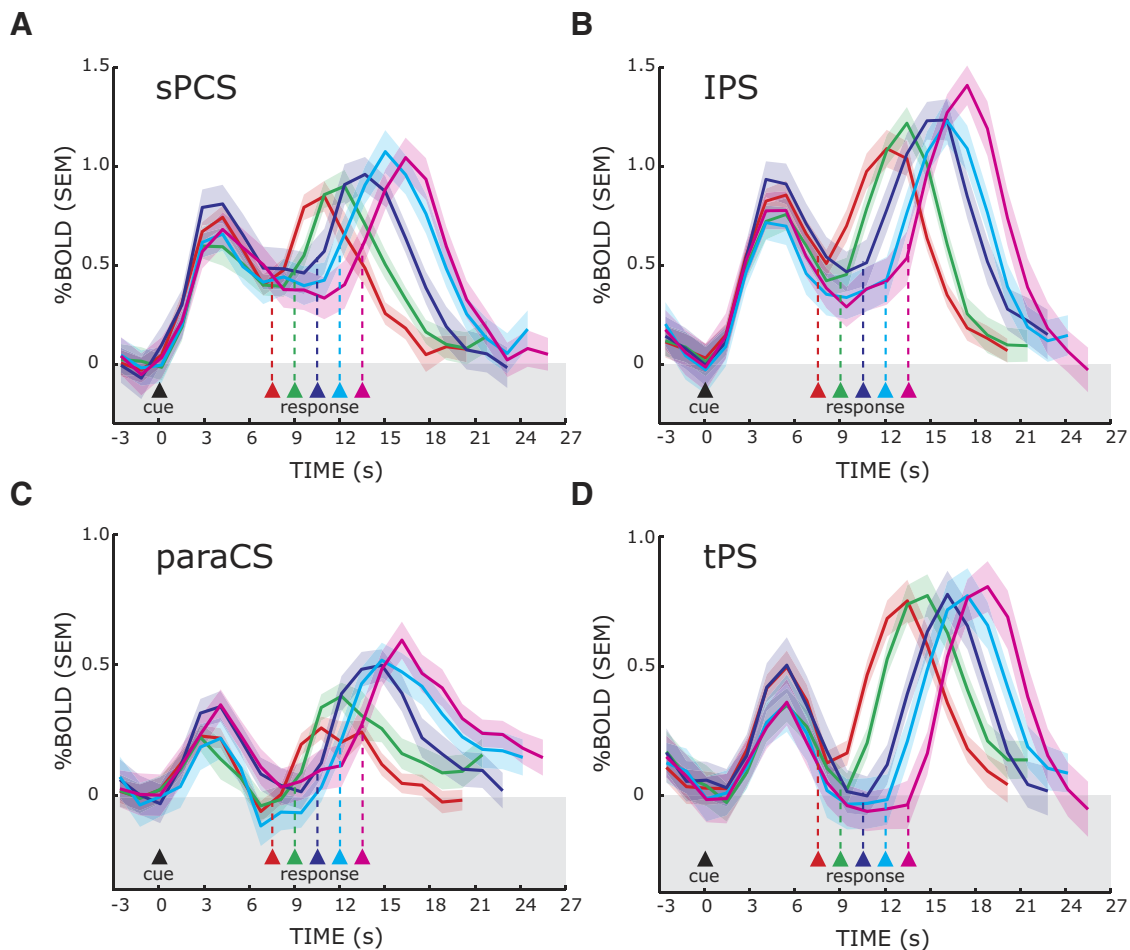 A
B
sPCS
IPS
%BOLD (SEM)
%BOLD (SEM)
1.5
1.0
0.5
0
1.5
1.0
0.5
0
cue
response
cue
response
-3 0 3 6 9 12 15 18 21 24 27
-3 0 3 6 9 12 15 18 21 24 27
TIME (s)
TIME (s)
C
D
paraCS
tPS
%BOLD (SEM)
%BOLD (SEM)
1.0
0.5
0
1.0
0.5
0
cue
response
cue
response
-3 0 3 6 9 12 15 18 21 24 27
-3 0 3 6 9 12 15 18 21 24 27
TIME (s)
TIME (s)